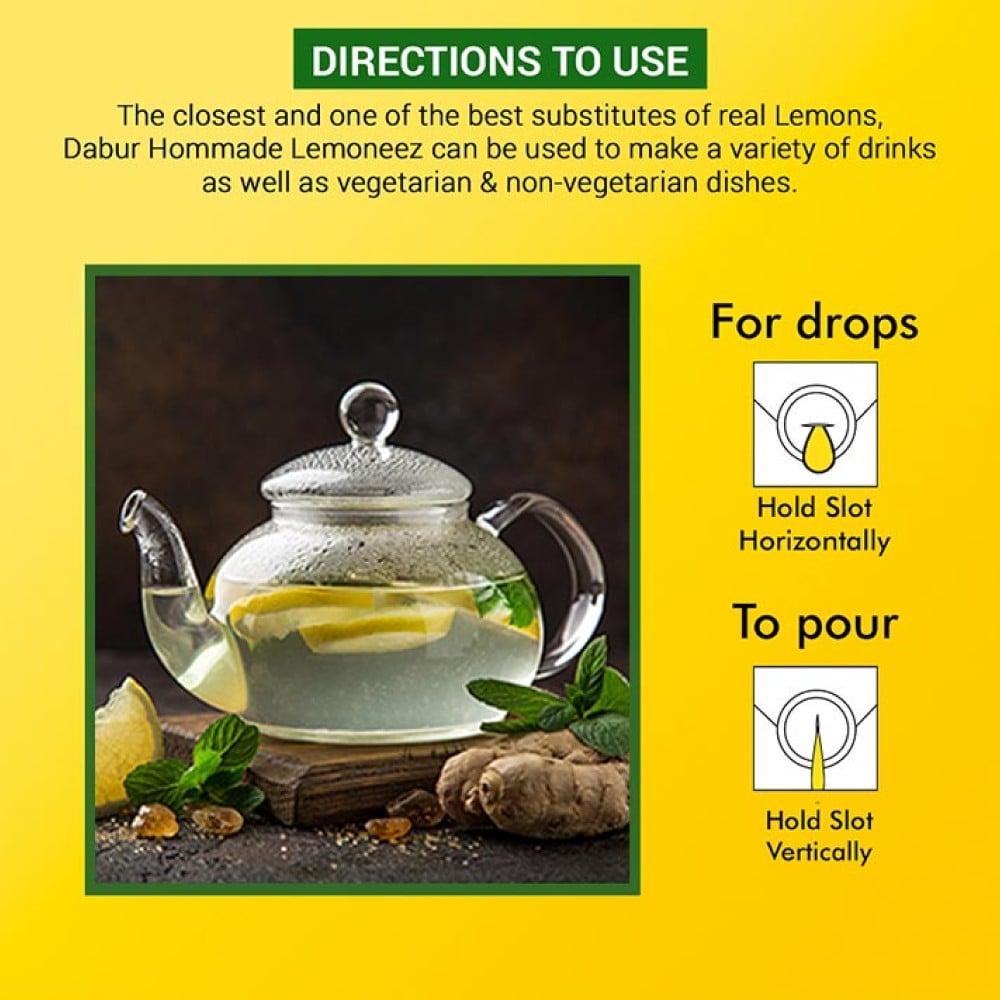 DIRECTIONS TO USE
The closest and one of the best substitutes of real Lemons,
Dabur Hommade Lemoneez can be used to make a variety of drinks
as well as vegetarian & non-vegetarian dishes.
For drops
Hold Slot
Horizontally
To pour
Hold Slot
Vertically